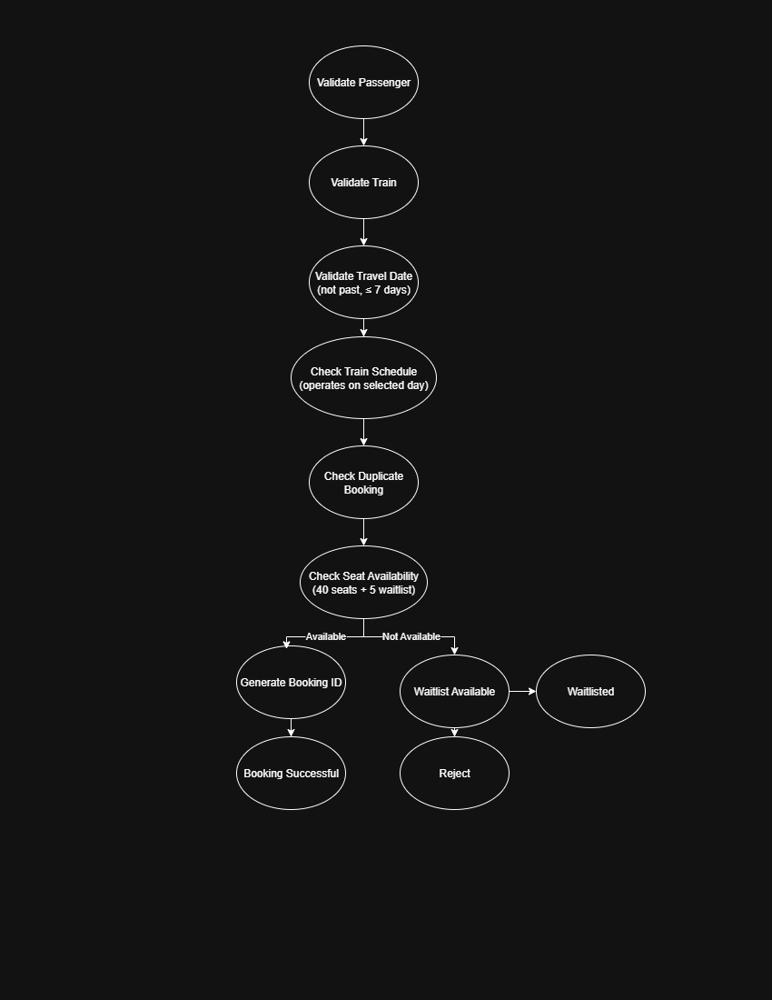 Validate Passenger
Validate Train
Validate Travel Date
(not past, ≤ 7 days)
Check Train Schedule
(operates on selected day)
Check Duplicate
Booking
Check Seat Availability
(40 seats + 5 waitlist)
Available
Not Available
Generate Booking ID
Waitlist Available
Waitlisted
Booking Successful
Reject